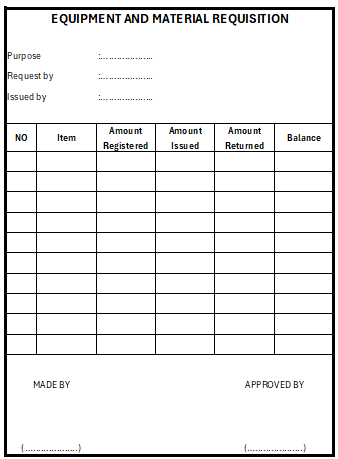 EQUIPMENT AND MATERIAL REQUISITION
Purpose :...................
Request by :...................
Issued by :...................
NO Item Amount Registered Amount Issued Amount Returned Balance
MADE BY APPROVED BY
(...................) (....................)